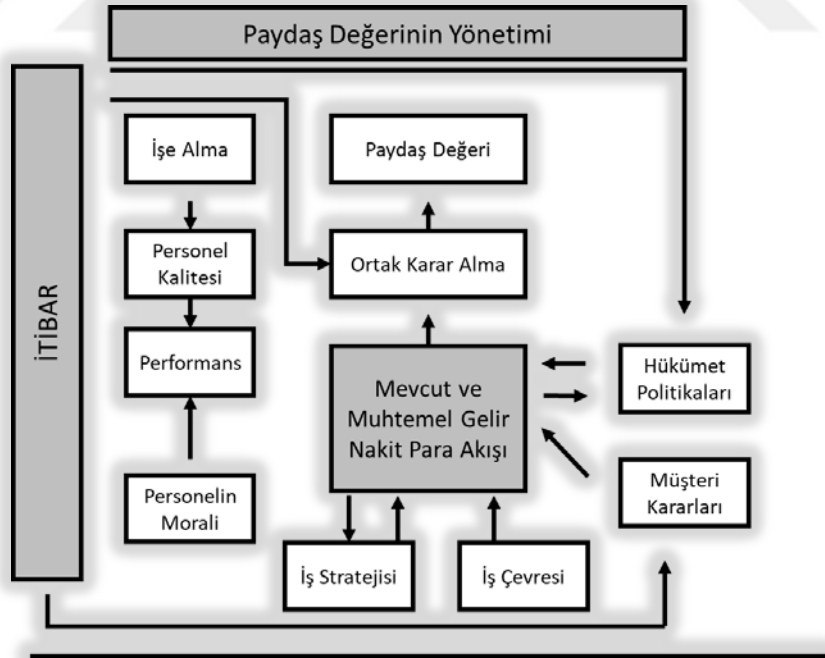 Paydaş Değerinin Yönetimi
İTİBAR
İşe Alma
Paydaş Değeri
Personel
Kalitesi
Ortak Karar Alma
Performans
Mevcut ve
Muhtemel Gelir
Nakit Para Akışı
Hükümet
Politikaları
Personelin
Morali
Müşteri
Kararları
İş Stratejisi
İş Çevresi